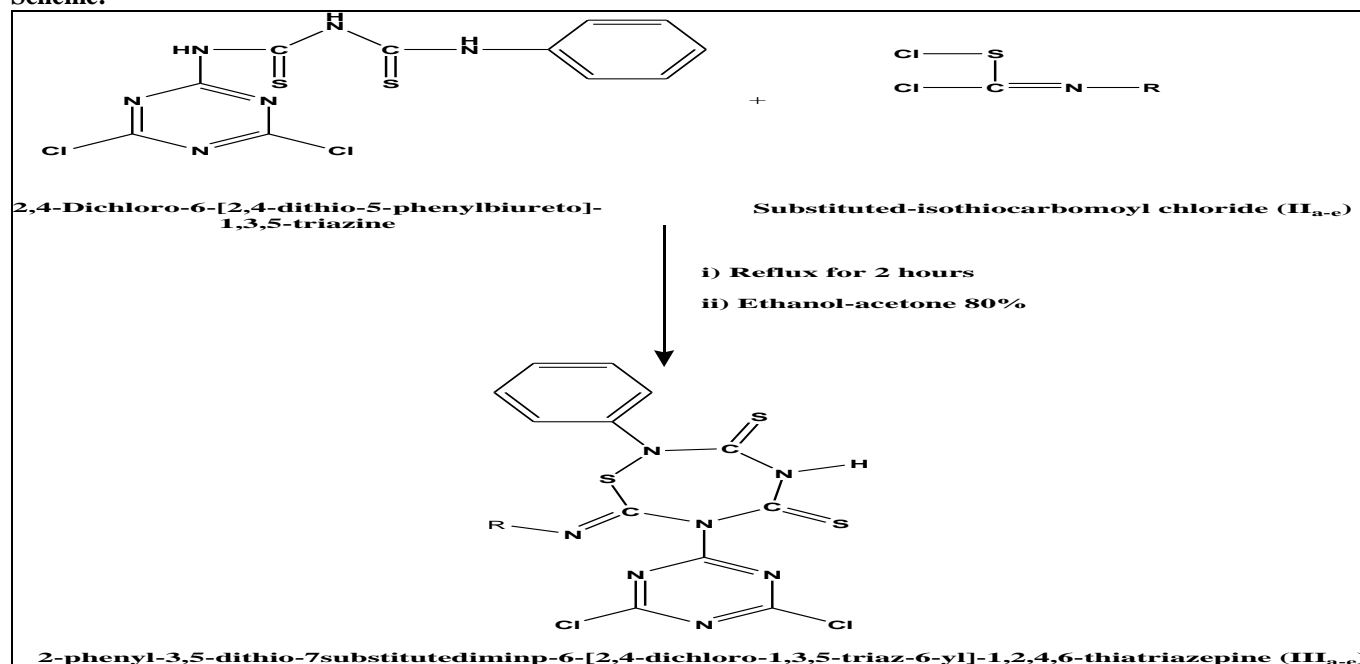 Scheme:
H
HN C N C H
N
S S
N N
Cl N Cl
+
Cl S
Cl C N R
2,4-Dichloro-6-[2,4-dithio-5-phenylbiureto]-
1,3,5-triazine
Substituted-isothiocarbomoyl chloride (IIa-e)
i) Reflux for 2 hours
ii) Ethanol-acetone 80%
S
N C
N H
S
C N C S
R N
N N
Cl N Cl
2-phenyl-3,5-dithio-7substitutediminp-6-[2,4-dichloro-1,3,5-triaz-6-yl]-1,2,4,6-thiatriazepine (IIIa-e)